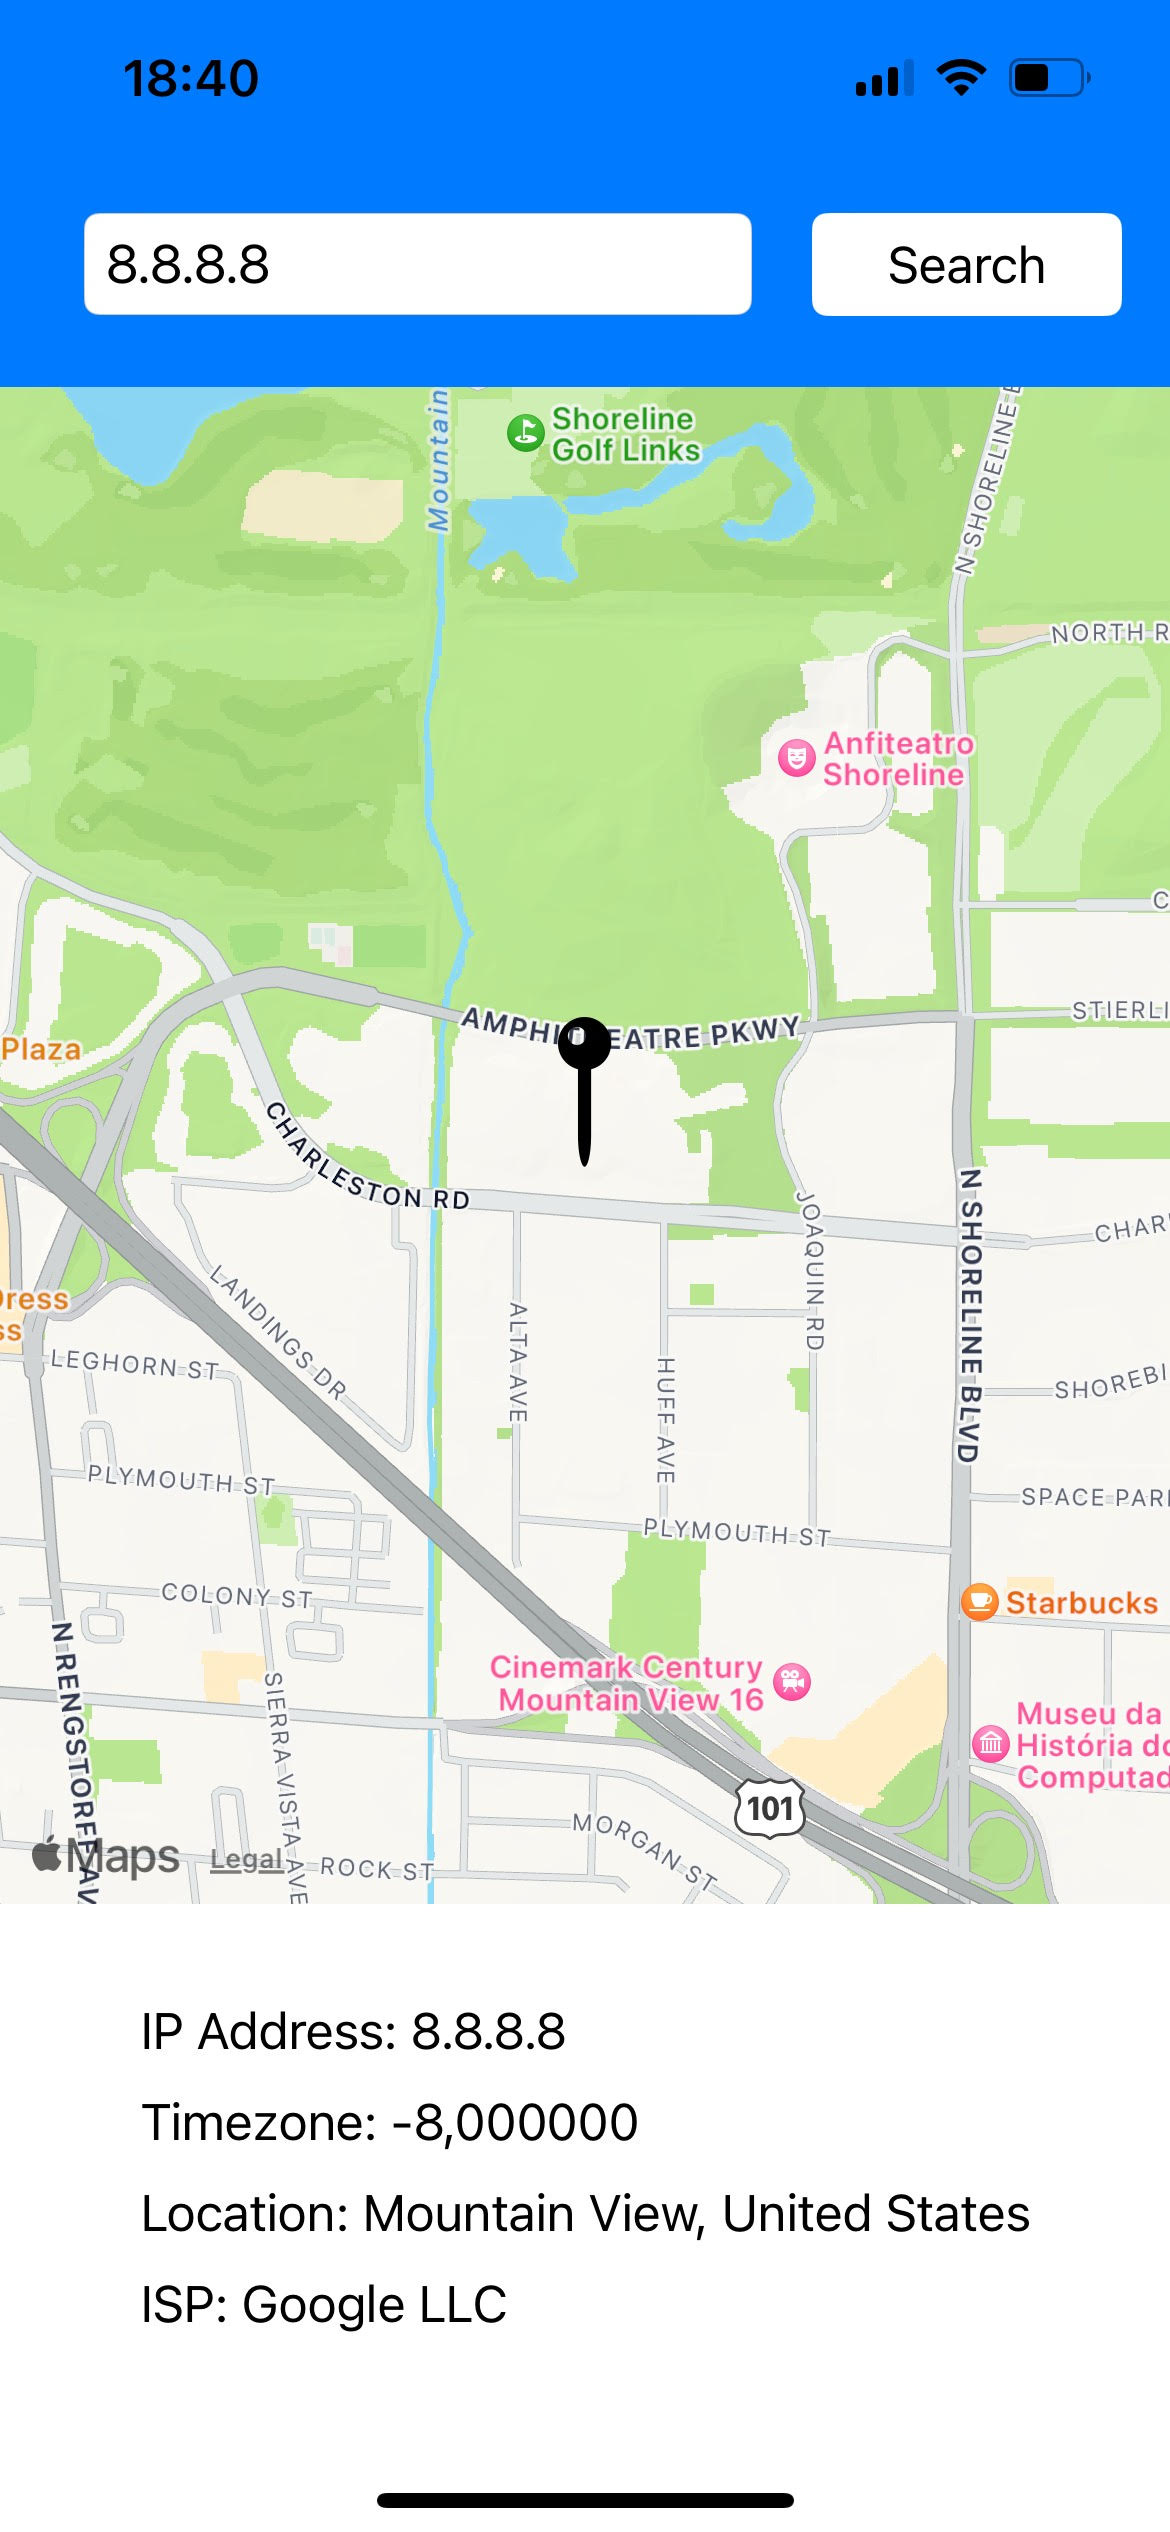 18:40
8.8.8.8
Search
Mountain
Shoreline
Golf Links
N SHORELINE
NORTH R
Anfiteatro
Shoreline
C
STIERLI
Plaza
AMPHI EATRE PKWY
CHARLESTON RD
JOAQUIN RD
N SHORELINE BLVD
CHAR
ress
ss
LANDINGS DR
ALTA AVE
HUFF AVE
LEGHORN ST
SHOREBI
PLYMOUTH ST
SPACE PAR
PLYMOUTH ST
COLONY ST
Starbucks
N RENGSTORFF AV
SIERRA VISTA AVE
Cinemark Century
Mountain View 16
Museu da
História do
Computad
101
MORGAN ST
Maps
Legal
ROCK ST
IP Address: 8.8.8.8
Timezone: -8,000000
Location: Mountain View, United States
ISP: Google LLC